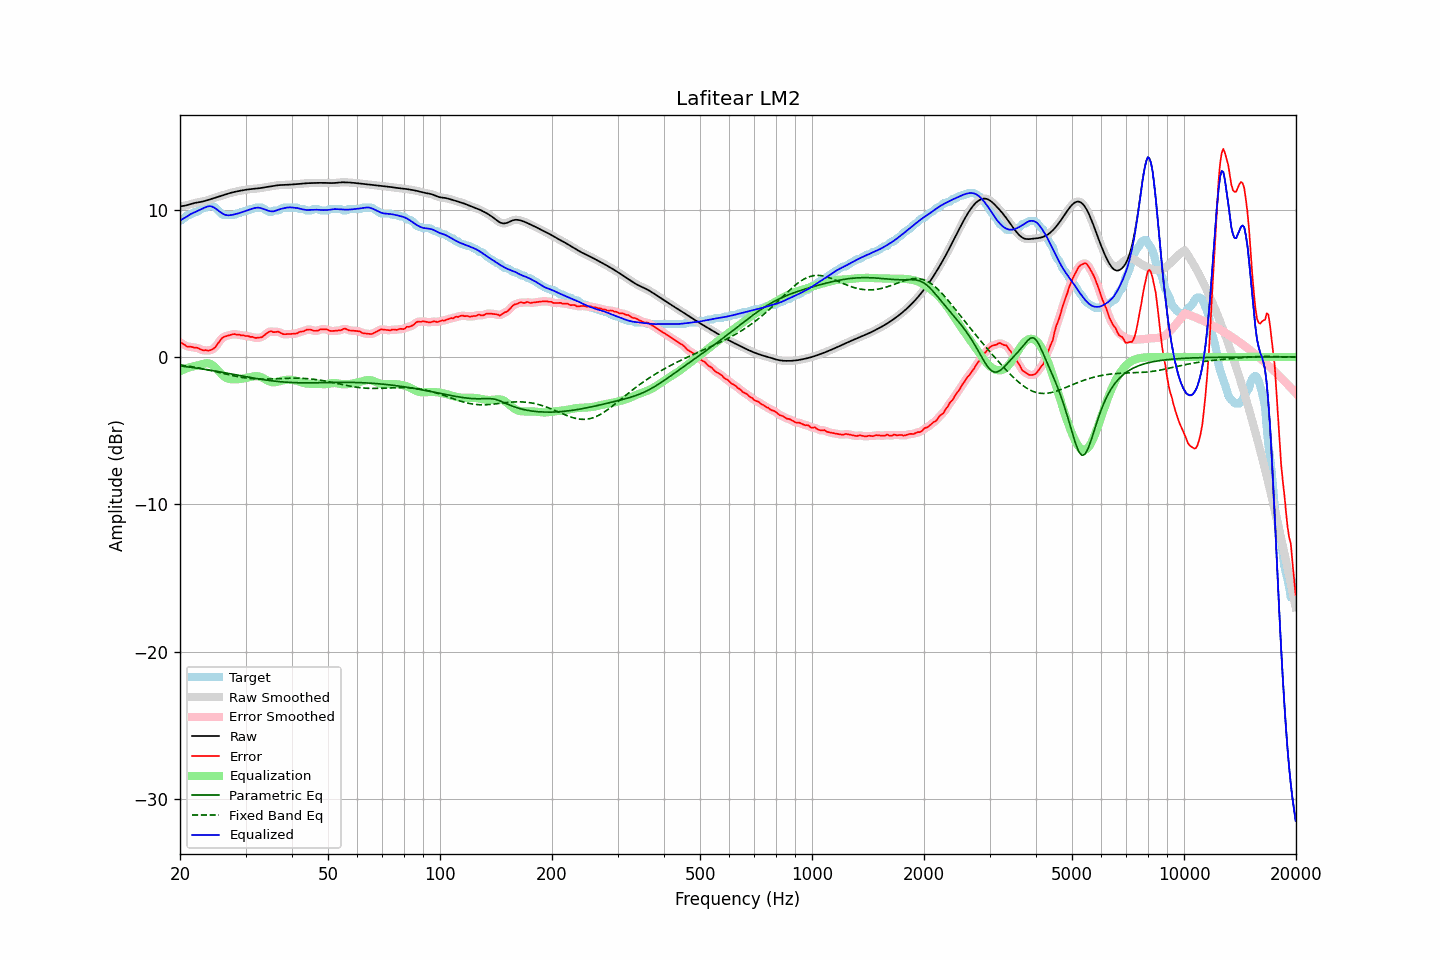 Lafitear LM2
Amplitude (dBr)
10
0
−10
−20
−30
Target
Raw Smoothed
Error Smoothed
Raw
Error
Equalization
Parametric Eq
Fixed Band Eq
Equalized
20 50 100 200 500 1000 2000 5000 10000 20000
Frequency (Hz)